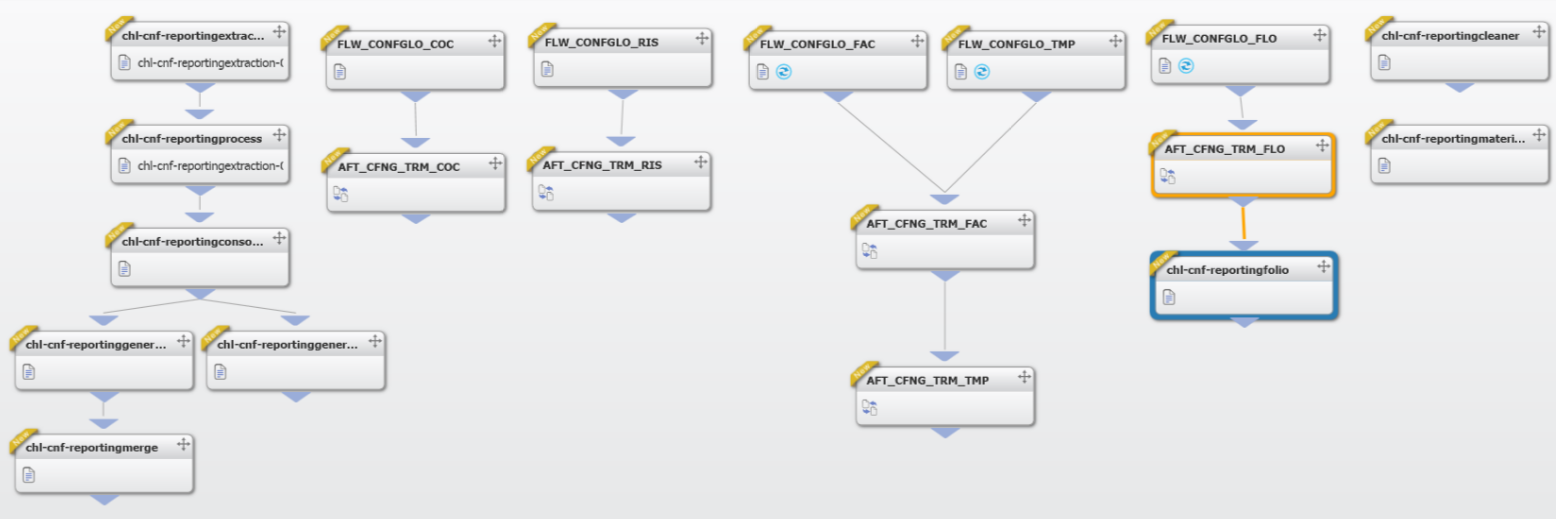 New chl-cnf-reportingextrac...
chl-cnf-reportingextraction-(
New FLW_CONFGLO_COC
New FLW_CONFGLO_RIS
New FLW_CONFGLO_FAC
New FLW_CONFGLO_TMP
New FLW_CONFGLO_FLO
New chl-cnf-reportingcleaner
New chl-cnf-reportingprocess
chl-cnf-reportingextraction-(
New AFT_CFNG_TRM_COC
New AFT_CFNG_TRM_RIS
New AFT_CFNG_TRM_FLO
New chl-cnf-reportingmateri...
New chl-cnf-reportingconso...
New AFT_CFNG_TRM_FAC
New chl-cnf-reportingfolio
New chl-cnf-reportinggener...
New chl-cnf-reportinggener...
New AFT_CFNG_TRM_TMP
New chl-cnf-reportingmerge